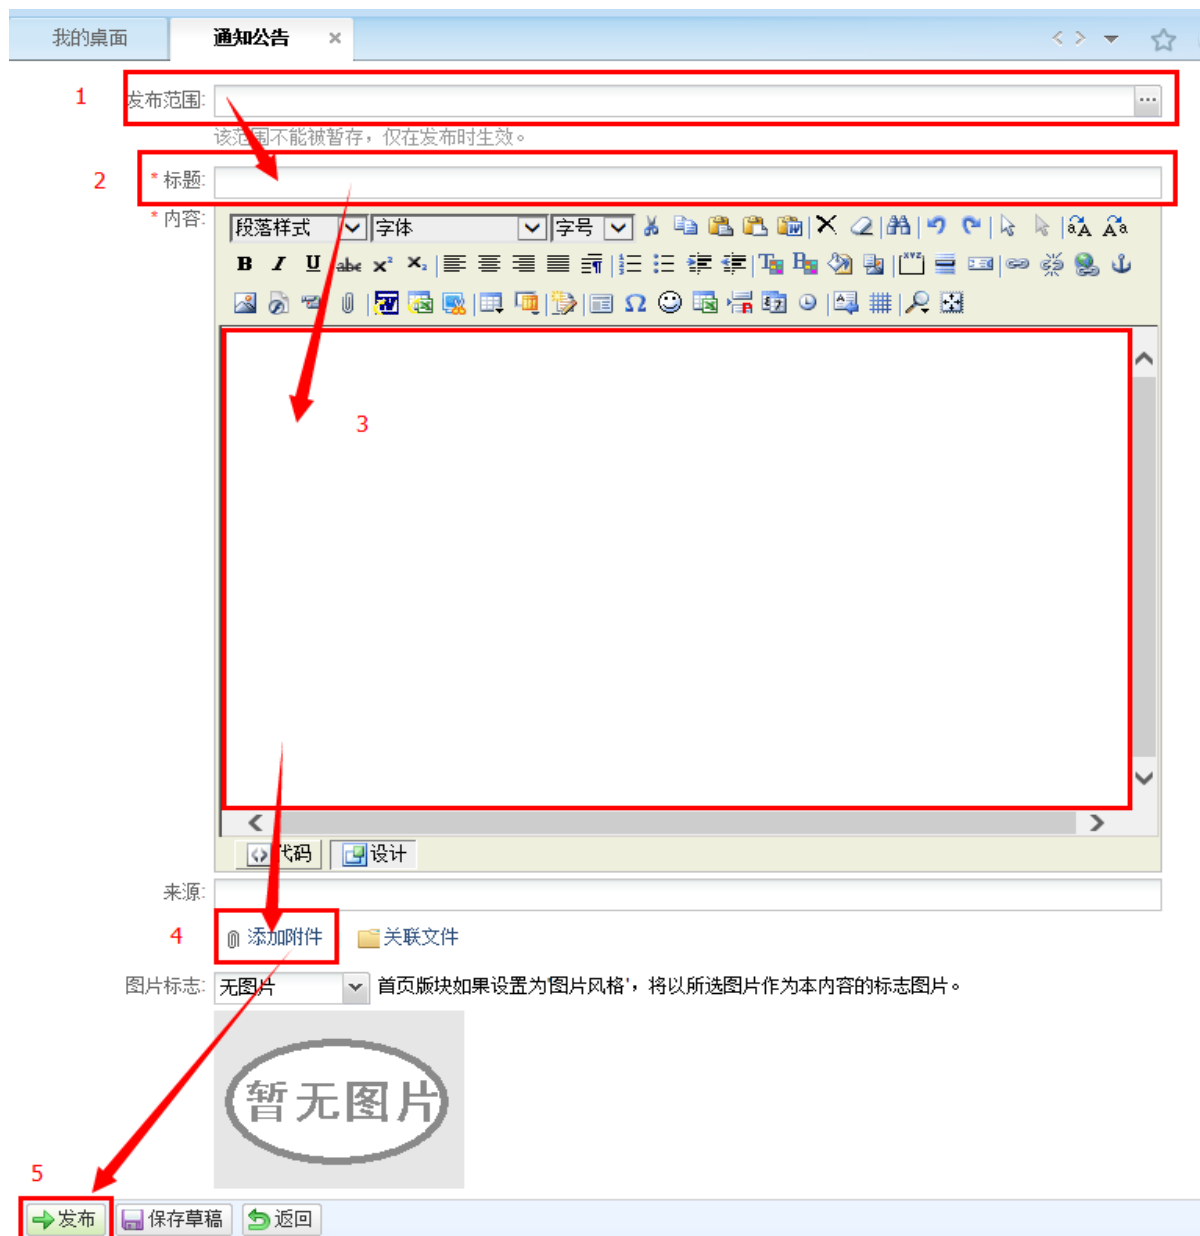 我的桌面 通知公告 ×
1 发布范围:
该范围不能被暂存，仅在发布时生效。
2 *标题:
*内容: 段落样式 字体 字号
B I U abc x² x₂
3
代码 设计
来源:
4 添加附件 关联文件
图片标志: 无图片 首页版块如果设置为'图片风格'，将以所选图片作为本内容的标志图片。
暂无图片
5
发布 保存草稿 返回